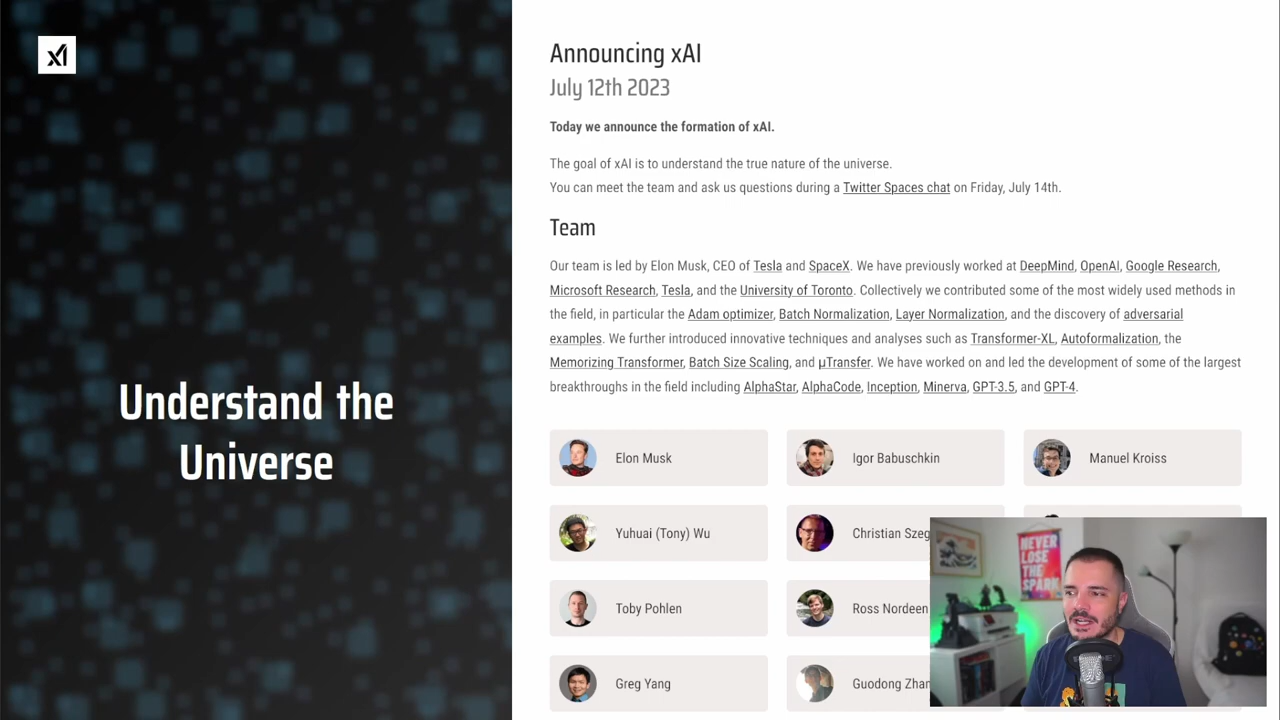 xI
Understand the
Universe
Announcing xAI
July 12th 2023
Today we announce the formation of xAI.
The goal of xAI is to understand the true nature of the universe.
You can meet the team and ask us questions during a Twitter Spaces chat on Friday, July 14th.
Team
Our team is led by Elon Musk, CEO of Tesla and SpaceX. We have previously worked at DeepMind, OpenAI, Google Research,
Microsoft Research, Tesla, and the University of Toronto. Collectively we contributed some of the most widely used methods in
the field, in particular the Adam optimizer, Batch Normalization, Layer Normalization, and the discovery of adversarial
examples. We further introduced innovative techniques and analyses such as Transformer-XL, Autoformalization, the
Memorizing Transformer, Batch Size Scaling, and μTransfer. We have worked on and led the development of some of the largest
breakthroughs in the field including AlphaStar, AlphaCode, Inception, Minerva, GPT-3.5, and GPT-4.
Elon Musk
Igor Babuschkin
Manuel Kroiss
Yuhuai (Tony) Wu
Christian Szeg
Toby Pohlen
Ross Nordeen
Greg Yang
Guodong Zhan
NEVER
LOSE
THE
SPARK